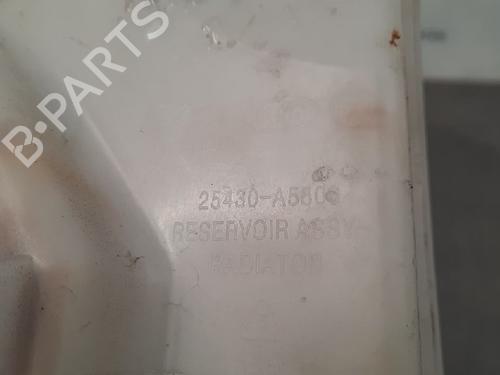 B-PARTS
25430-A5800
RESERVOIR ASSY-
RADIATOR